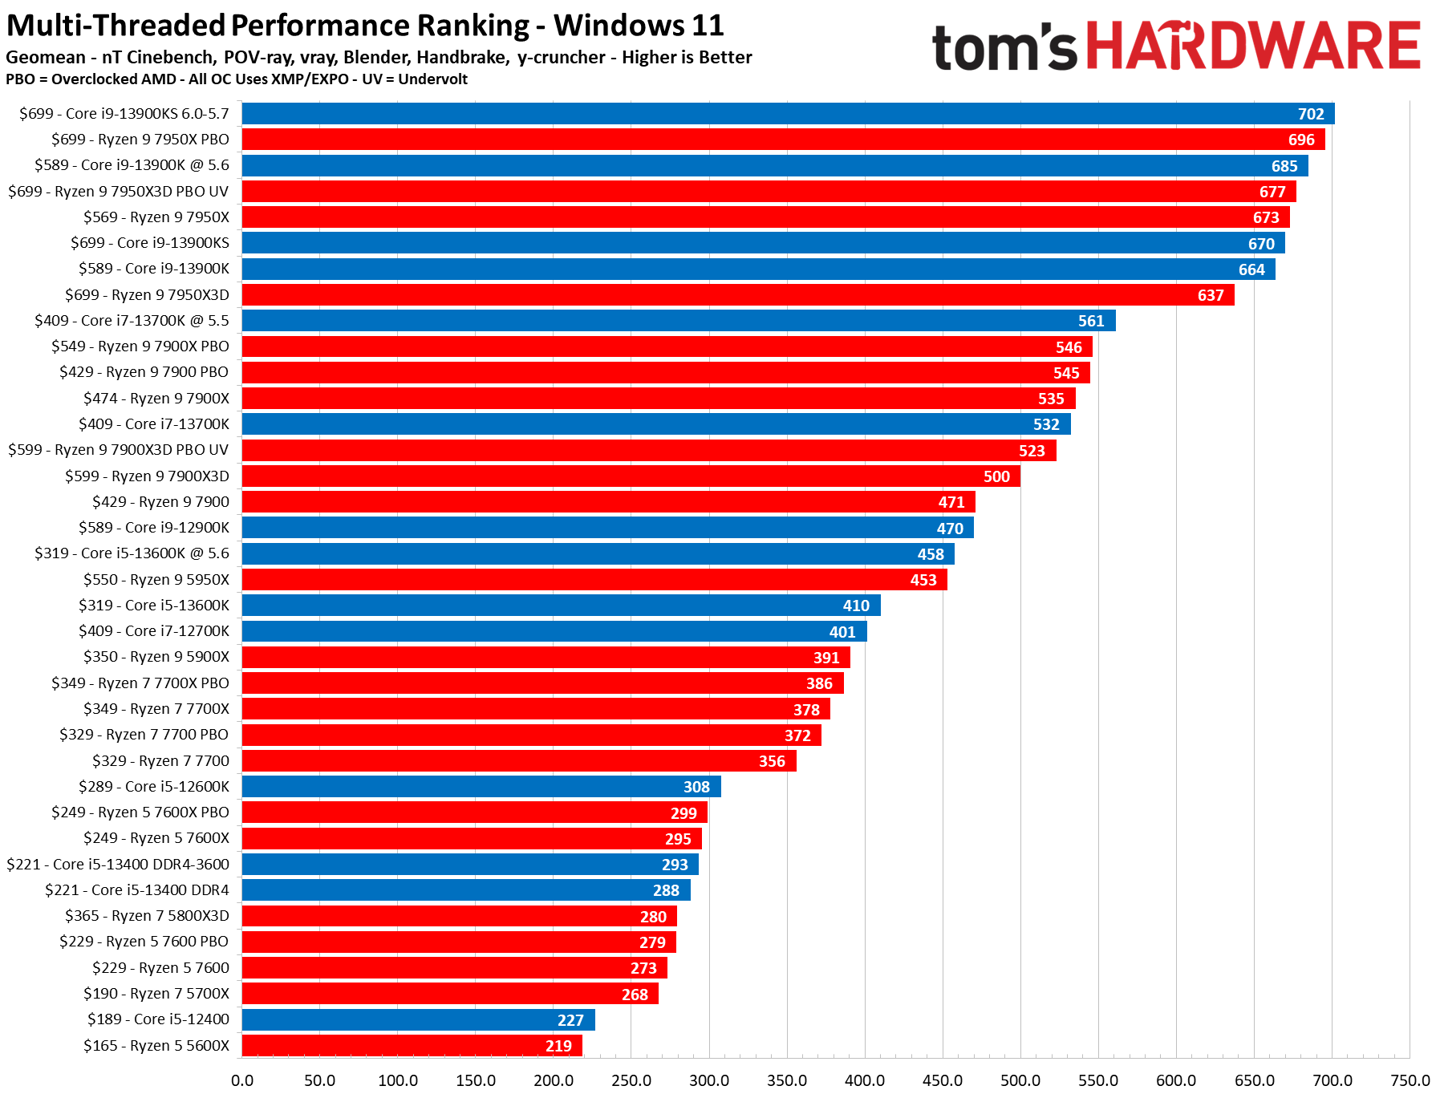 Multi-Threaded Performance Ranking - Windows 11
Geomean - nT Cinebench, POV-ray, vray, Blender, Handbrake, y-cruncher - Higher is Better
PBO = Overclocked AMD - All OC Uses XMP/EXPO - UV = Undervolt
tom's HARDWARE
$699 - Core i9-13900KS 6.0-5.7 702
$699 - Ryzen 9 7950X PBO 696
$589 - Core i9-13900K @ 5.6 685
$699 - Ryzen 9 7950X3D PBO UV 677
$569 - Ryzen 9 7950X 673
$699 - Core i9-13900KS 670
$589 - Core i9-13900K 664
$699 - Ryzen 9 7950X3D 637
$409 - Core i7-13700K @ 5.5 561
$549 - Ryzen 9 7900X PBO 546
$429 - Ryzen 9 7900 PBO 545
$474 - Ryzen 9 7900X 535
$409 - Core i7-13700K 532
$599 - Ryzen 9 7900X3D PBO UV 523
$599 - Ryzen 9 7900X3D 500
$429 - Ryzen 9 7900 471
$589 - Core i9-12900K 470
$319 - Core i5-13600K @ 5.6 458
$550 - Ryzen 9 5950X 453
$319 - Core i5-13600K 410
$409 - Core i7-12700K 401
$350 - Ryzen 9 5900X 391
$349 - Ryzen 7 7700X PBO 386
$349 - Ryzen 7 7700X 378
$329 - Ryzen 7 7700 PBO 372
$329 - Ryzen 7 7700 356
$289 - Core i5-12600K 308
$249 - Ryzen 5 7600X PBO 299
$249 - Ryzen 5 7600X 295
$221 - Core i5-13400 DDR4-3600 293
$221 - Core i5-13400 DDR4 288
$365 - Ryzen 7 5800X3D 280
$229 - Ryzen 5 7600 PBO 279
$229 - Ryzen 5 7600 273
$190 - Ryzen 7 5700X 268
$189 - Core i5-12400 227
$165 - Ryzen 5 5600X 219
0.0 50.0 100.0 150.0 200.0 250.0 300.0 350.0 400.0 450.0 500.0 550.0 600.0 650.0 700.0 750.0